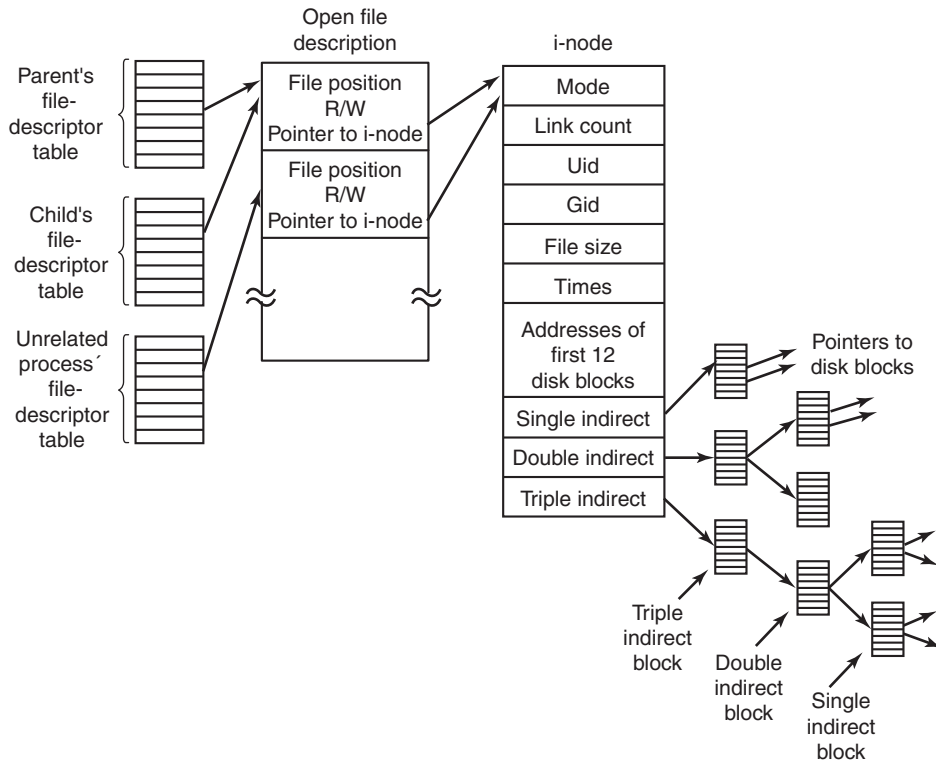 Open file
description
i-node
Parent's
file-
descriptor
table
Child's
file-
descriptor
table
Unrelated
process´
file-
descriptor
table
File position
R/W
Pointer to i-node
File position
R/W
Pointer to i-node
Mode
Link count
Uid
Gid
File size
Times
Addresses of
first 12
disk blocks
Single indirect
Double indirect
Triple indirect
Pointers to
disk blocks
Triple
indirect
block
Double
indirect
block
Single
indirect
block